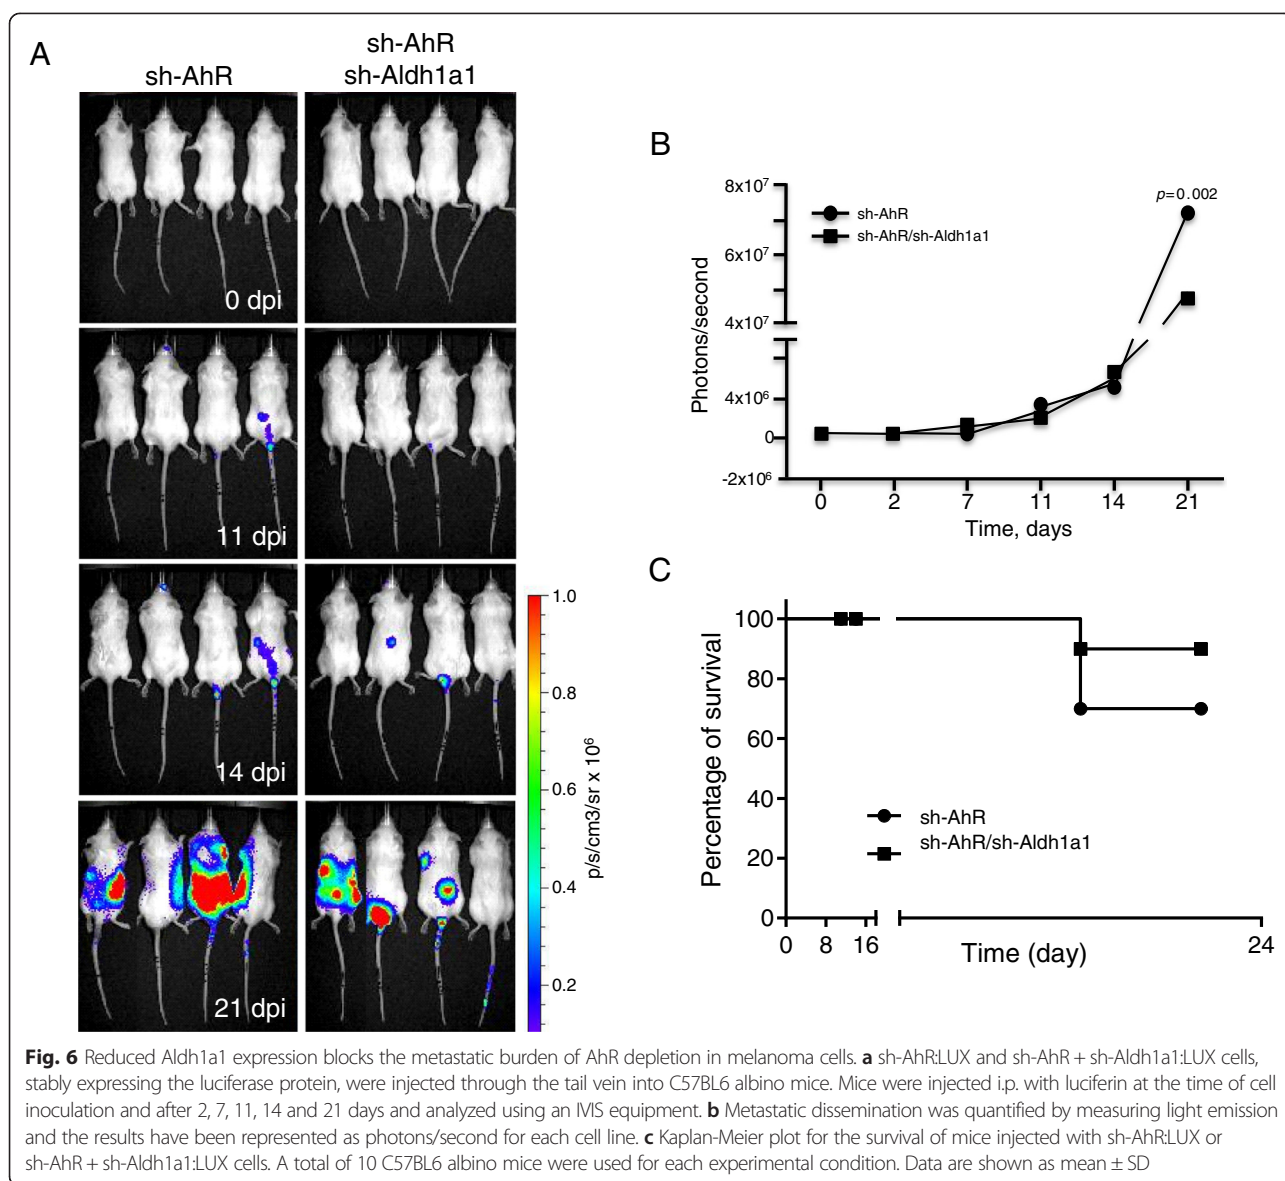 A
sh-AhR
sh-AhR
sh-Aldh1a1
0 dpi
11 dpi
14 dpi
21 dpi
1.0
0.8
0.6
0.4
0.2
p/s/cm3/sr x 10⁶
B
8x10⁷
6x10⁷
4x10⁷
4x10⁶
0
-2x10⁶
Photons/second
sh-AhR
sh-AhR/sh-Aldh1a1
p=0.002
0 2 7 11 14 21
Time, days
C
100
80
60
40
20
0
Percentage of survival
sh-AhR
sh-AhR/sh-Aldh1a1
0 8 16 24
Time (day)
Fig. 6 Reduced Aldh1a1 expression blocks the metastatic burden of AhR depletion in melanoma cells. a sh-AhR:LUX and sh-AhR + sh-Aldh1a1:LUX cells,
stably expressing the luciferase protein, were injected through the tail vein into C57BL6 albino mice. Mice were injected i.p. with luciferin at the time of cell
inoculation and after 2, 7, 11, 14 and 21 days and analyzed using an IVIS equipment. b Metastatic dissemination was quantified by measuring light emission
and the results have been represented as photons/second for each cell line. c Kaplan-Meier plot for the survival of mice injected with sh-AhR:LUX or
sh-AhR + sh-Aldh1a1:LUX cells. A total of 10 C57BL6 albino mice were used for each experimental condition. Data are shown as mean ± SD